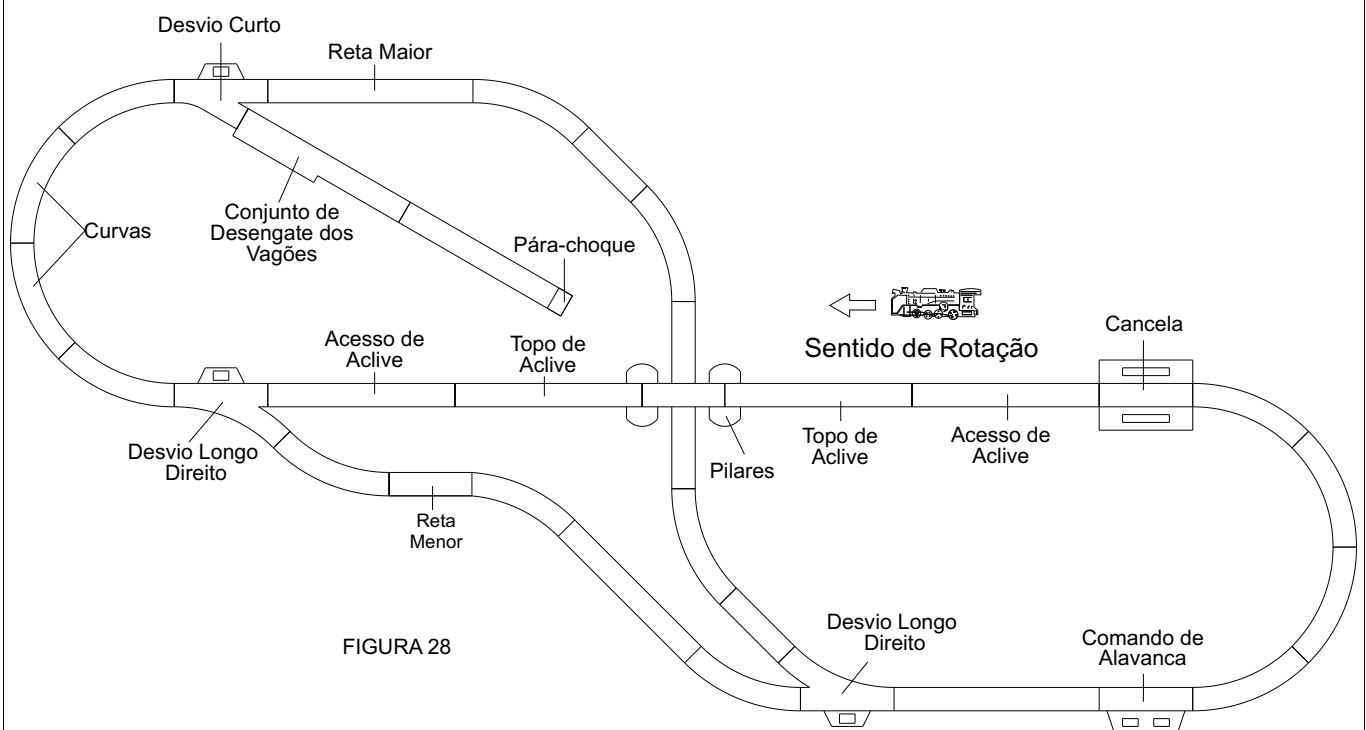 Desvio Curto
Reta Maior
Curvas
Conjunto de
Desengate dos
Vagões
Pára-choque
Sentido de Rotação
Cancela
Acesso de
Aclive
Topo de
Aclive
Desvio Longo
Direito
Pilares
Topo de
Aclive
Acesso de
Aclive
Reta
Menor
FIGURA 28
Desvio Longo
Direito
Comando de
Alavanca